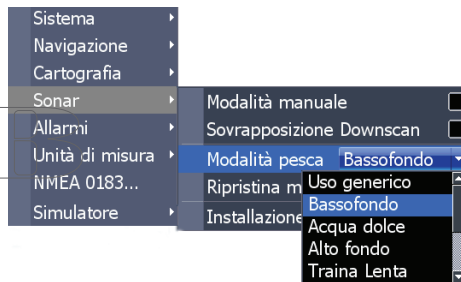 Sistema
Navigazione
Cartografia
Sonar
Allarmi
Unità di misura
NMEA 0183...
Simulatore
Modalità manuale
Sovrapposizione Downscan
Modalità pesca Bassofondo
Ripristina m
Installazione
Uso generico
Bassofondo
Acqua dolce
Alto fondo
Traina Lenta